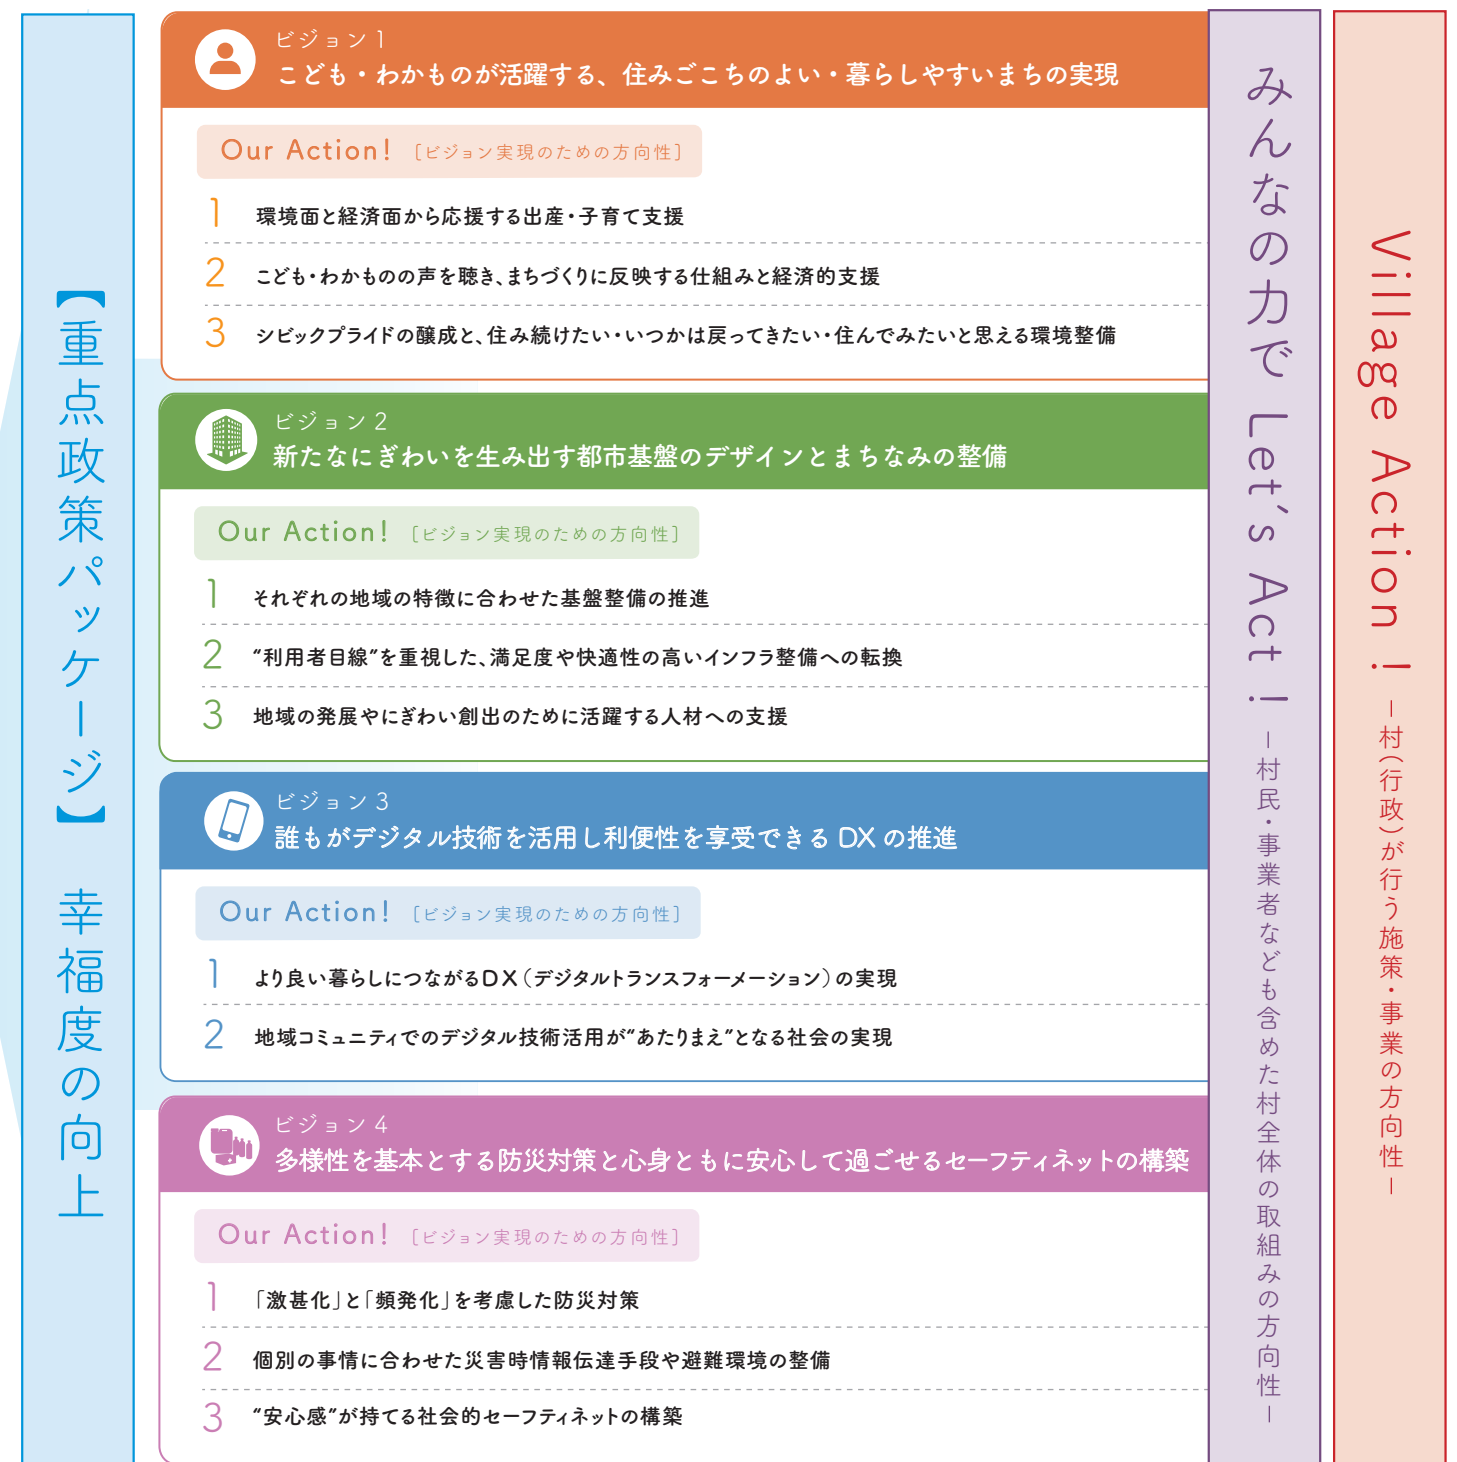 【重点政策パッケージ】 幸福度の向上
ビジョン 1
こども・わかものが活躍する、住みごこちのよい・暮らしやすいまちの実現
Our Action! [ビジョン実現のための方向性]
1 環境面と経済面から応援する出産・子育て支援
2 こども・わかものの声を聴き、まちづくりに反映する仕組みと経済的支援
3 シビックプライドの醸成と、住み続けたい・いつかは戻ってきたい・住んでみたいと思える環境整備
ビジョン 2
新たなにぎわいを生み出す都市基盤のデザインとまちなみの整備
Our Action! [ビジョン実現のための方向性]
1 それぞれの地域の特徴に合わせた基盤整備の推進
2 “利用者目線”を重視した、満足度や快適性の高いインフラ整備への転換
3 地域の発展やにぎわい創出のために活躍する人材への支援
ビジョン 3
誰もがデジタル技術を活用し利便性を享受できる DX の推進
Our Action! [ビジョン実現のための方向性]
1 より良い暮らしにつながるDX(デジタルトランスフォーメーション)の実現
2 地域コミュニティでのデジタル技術活用が“あたりまえ”となる社会の実現
ビジョン 4
多様性を基本とする防災対策と心身ともに安心して過ごせるセーフティネットの構築
Our Action! [ビジョン実現のための方向性]
1 「激甚化」と「頻発化」を考慮した防災対策
2 個別の事情に合わせた災害時情報伝達手段や避難環境の整備
3 “安心感”が持てる社会的セーフティネットの構築
みんなの力で Let's Act ! ー村民・事業者なども含めた村全体の取組みの方向性ー
Village Action ! ー村(行政)が行う施策・事業の方向性ー